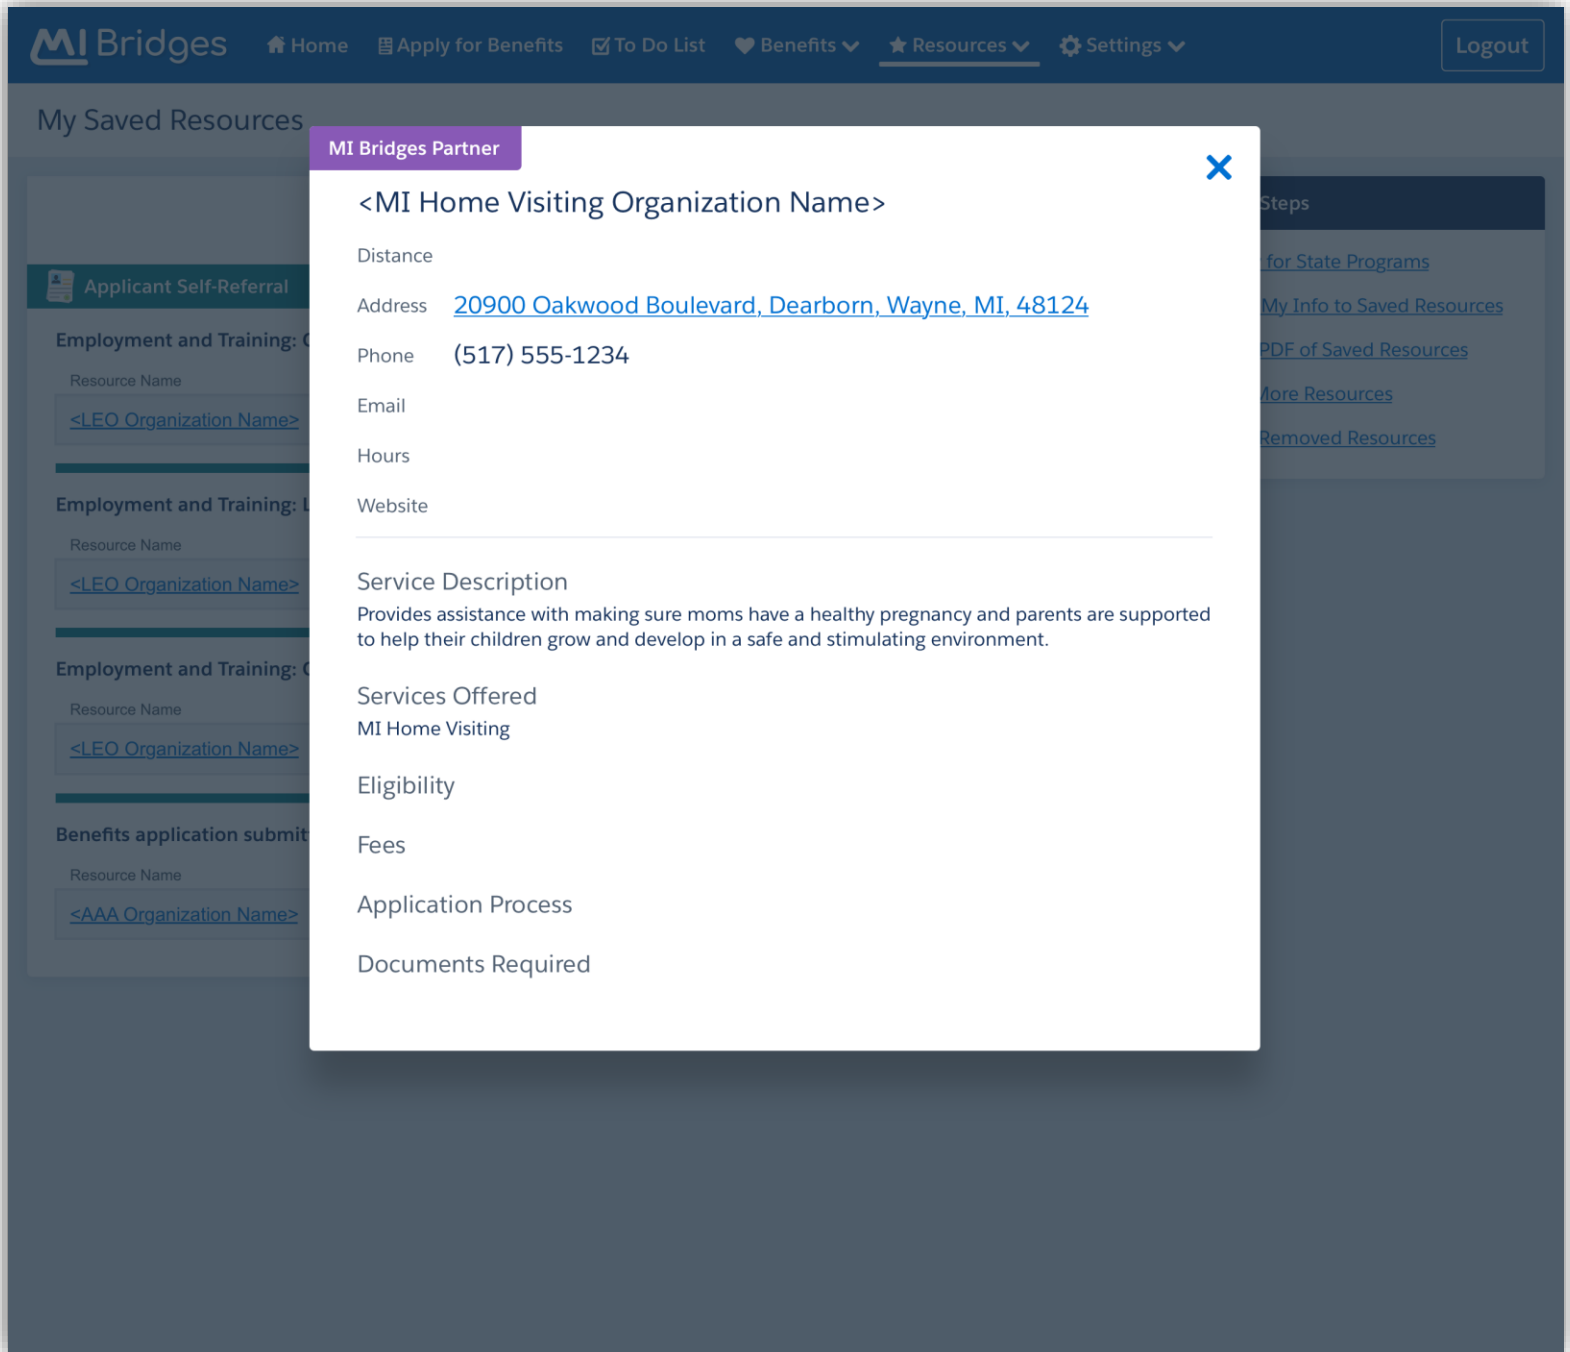 MI Bridges Home Apply for Benefits To Do List Benefits Resources Settings Logout
My Saved Resources
MI Bridges Partner
<MI Home Visiting Organization Name>
Distance
Address 20900 Oakwood Boulevard, Dearborn, Wayne, MI, 48124
Phone (517) 555-1234
Email
Hours
Website
Service Description
Provides assistance with making sure moms have a healthy pregnancy and parents are supported
to help their children grow and develop in a safe and stimulating environment.
Services Offered
MI Home Visiting
Eligibility
Fees
Application Process
Documents Required
Applicant Self-Referral
Employment and Training:
Resource Name
<LEO Organization Name>
Employment and Training:
Resource Name
<LEO Organization Name>
Employment and Training:
Resource Name
<LEO Organization Name>
Benefits application submit
Resource Name
<AAA Organization Name>
Steps
for State Programs
My Info to Saved Resources
PDF of Saved Resources
More Resources
Removed Resources